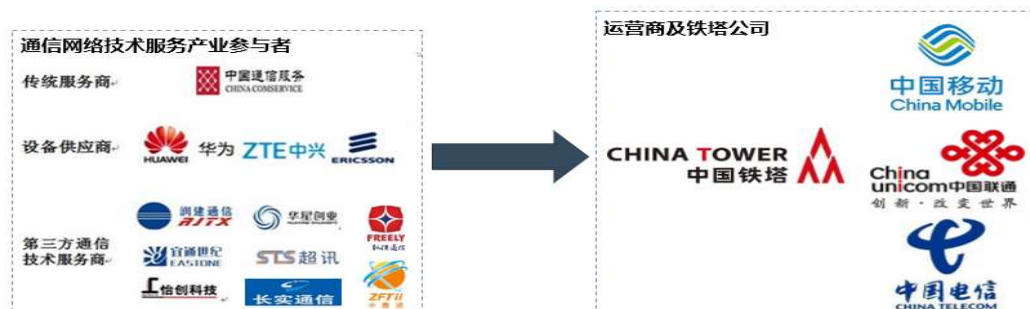 通信网络技术服务产业参与者
传统服务商
中国通信服务
CHINA COMSERVICE
设备供应商
HUAWEI 华为 ZTE中兴 ERICSSON
第三方通信
技术服务商
润建通信
RJTX
华星创业
FREELY
宜通世纪
EASTONE
STS 超讯
怡创科技
长实通信
ZFTii
运营商及铁塔公司
中国移动
China Mobile
CHINA TOWER
中国铁塔
China
unicom中国联通
创新·改变世界
中国电信
CHINA TELECOM